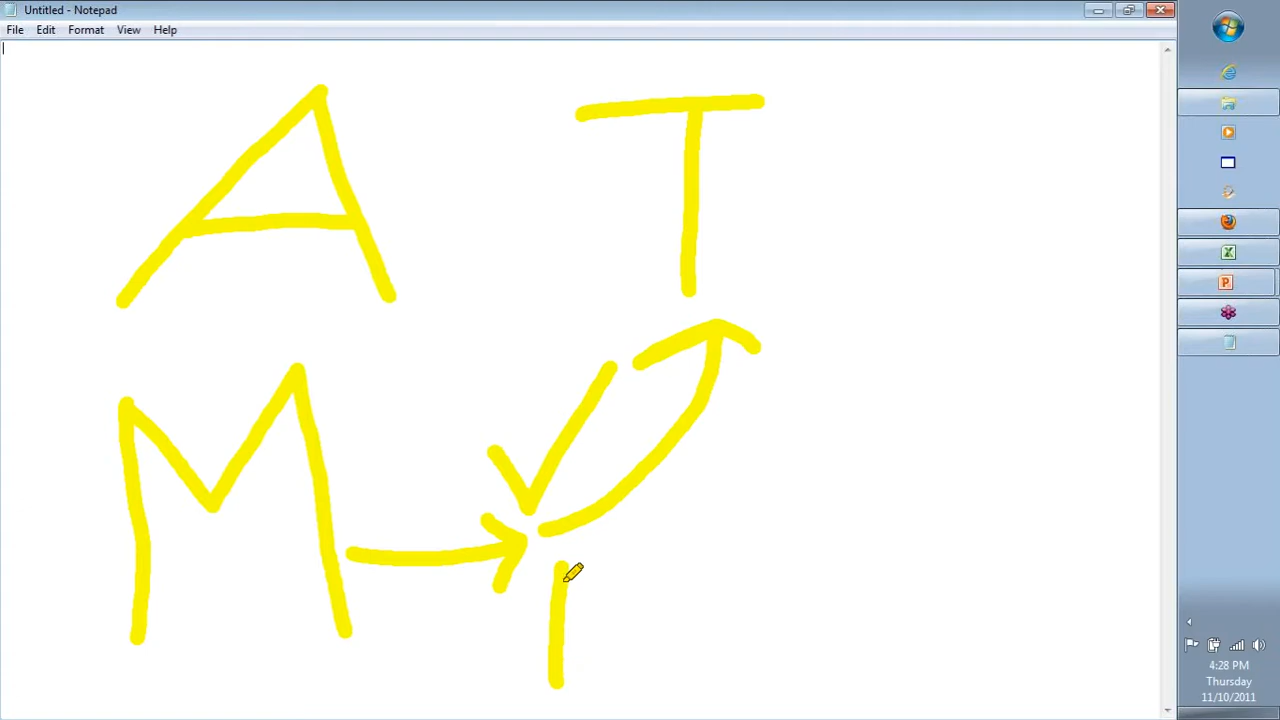 Untitled - Notepad
File Edit Format View Help
A T
M
4:28 PM
Thursday
11/10/2011